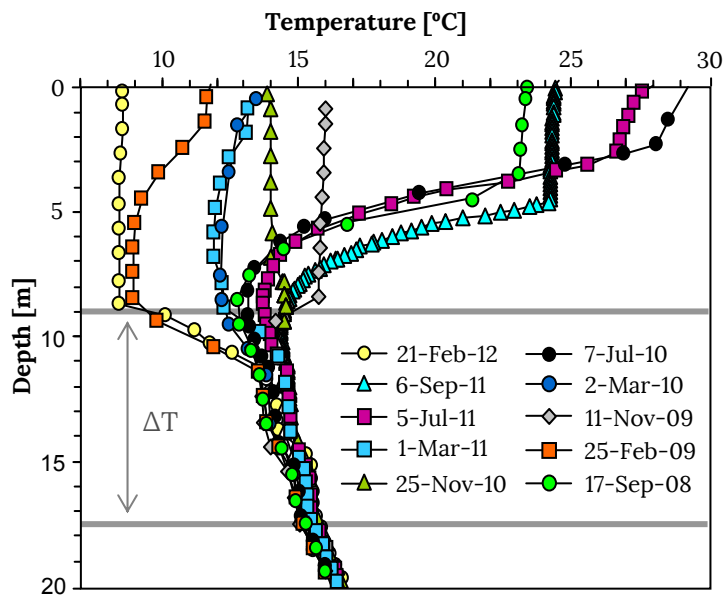 Temperature [ºC]
10 15 20 25 30
0
5
10
15
20
Depth [m]
ΔT
21-Feb-12 7-Jul-10
6-Sep-11 2-Mar-10
5-Jul-11 11-Nov-09
1-Mar-11 25-Feb-09
25-Nov-10 17-Sep-08